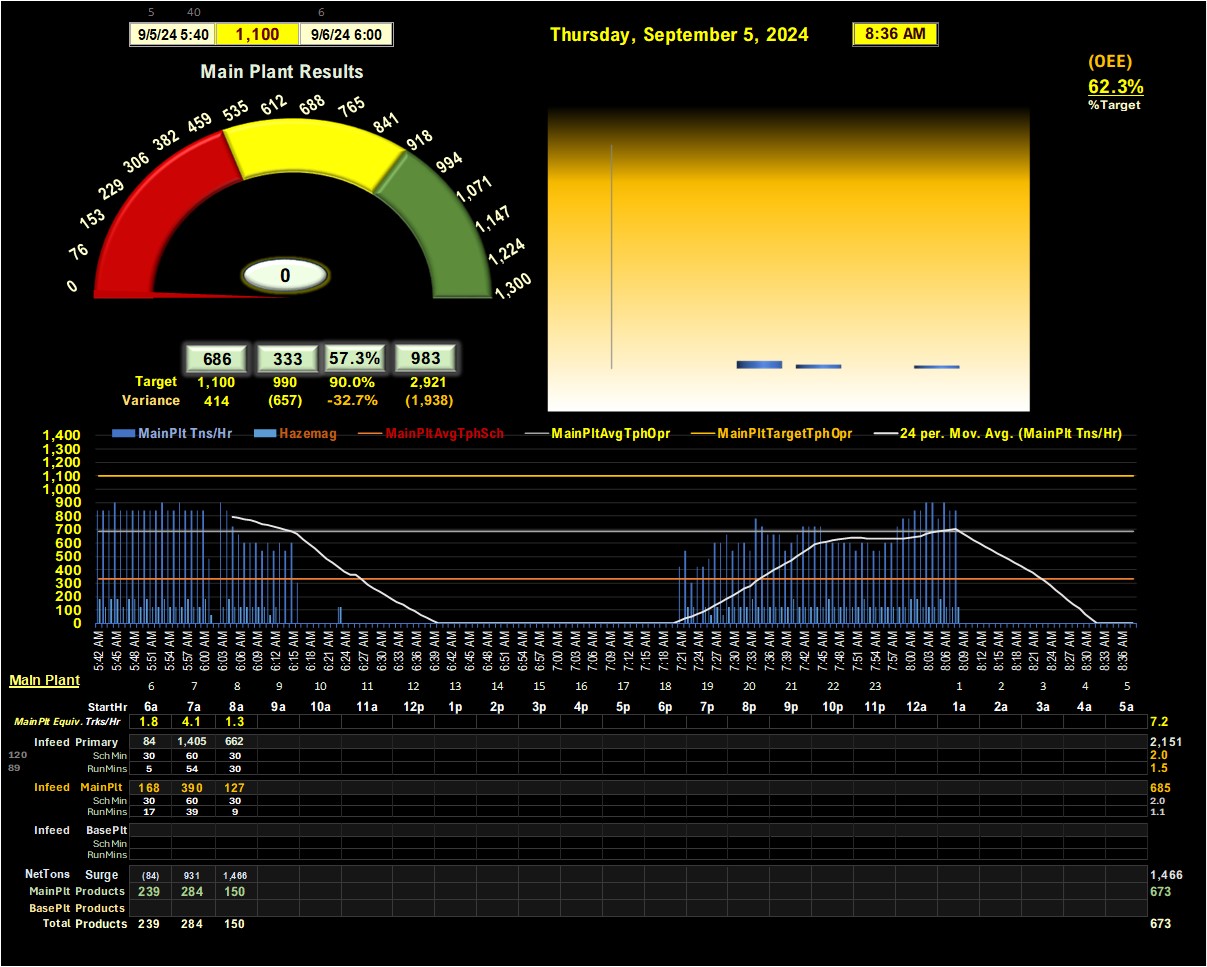 5 40 6
9/5/24 5:40 1,100 9/6/24 6:00
Thursday, September 5, 2024 8:36 AM
(OEE)
62.3%
%Target
Main Plant Results
0 76 153 229 306 382 459 535 612 688 765 841 918 994 1,071 1,147 1,224 1,300
0
686 333 57.3% 983
Target 1,100 990 90.0% 2,921
Variance 414 (657) -32.7% (1,938)
MainPlt Tns/Hr Hazemag MainPltAvgTphSch MainPltAvgTphOpr MainPltTargetTphOpr 24 per. Mov. Avg. (MainPlt Tns/Hr)
1,400
1,300
1,200
1,100
1,000
900
800
700
600
500
400
300
200
100
0
5:42 AM 5:45 AM 5:48 AM 5:51 AM 5:54 AM 5:57 AM 6:00 AM 6:03 AM 6:06 AM 6:09 AM 6:12 AM 6:15 AM 6:18 AM 6:21 AM 6:24 AM 6:27 AM 6:30 AM 6:33 AM 6:36 AM 6:39 AM 6:42 AM 6:45 AM 6:48 AM 6:51 AM 6:54 AM 6:57 AM 7:00 AM 7:03 AM 7:06 AM 7:09 AM 7:12 AM 7:15 AM 7:18 AM 7:21 AM 7:24 AM 7:27 AM 7:30 AM 7:33 AM 7:36 AM 7:39 AM 7:42 AM 7:45 AM 7:48 AM 7:51 AM 7:54 AM 7:57 AM 8:00 AM 8:03 AM 8:06 AM 8:09 AM 8:12 AM 8:15 AM 8:18 AM 8:21 AM 8:24 AM 8:27 AM 8:30 AM 8:33 AM 8:36 AM
Main Plant
6 7 8 9 10 11 12 13 14 15 16 17 18 19 20 21 22 23 1 2 3 4 5
StartHr 6a 7a 8a 9a 10a 11a 12p 1p 2p 3p 4p 5p 6p 7p 8p 9p 10p 11p 12a 1a 2a 3a 4a 5a
MainPlt Equiv. Trks/Hr 1.8 4.1 1.3 7.2
Infeed Primary 84 1,405 662 2,151
120 Sch Min 30 60 30 2.0
89 RunMins 5 54 30 1.5
Infeed MainPlt 168 390 127 685
Sch Min 30 60 30 2.0
RunMins 17 39 9 1.1
Infeed BasePlt
Sch Min
RunMins
NetTons Surge (84) 931 1,466 1,466
MainPlt Products 239 284 150 673
BasePlt Products
Total Products 239 284 150 673